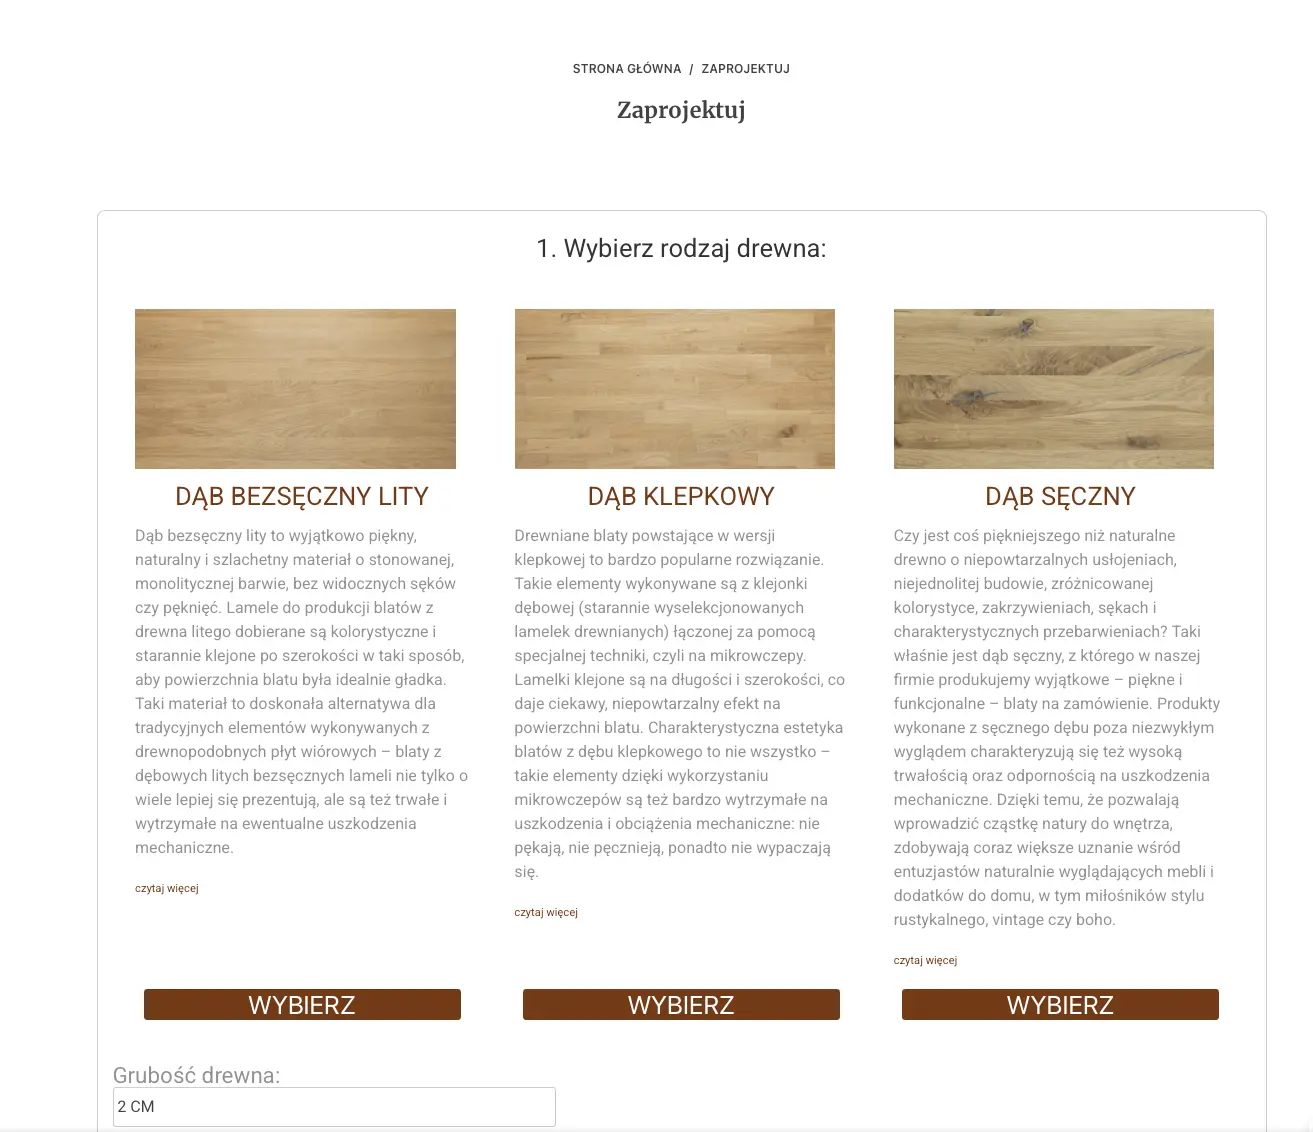 STRONA GŁÓWNA / ZAPROJEKTUJ
Zaprojektuj
1. Wybierz rodzaj drewna:
DĄB BEZSĘCZNY LITY
Dąb bezsęczny lity to wyjątkowo piękny,
naturalny i szlachetny materiał o stonowanej,
monolitycznej barwie, bez widocznych sęków
czy pęknięć. Lamele do produkcji blatów z
drewna litego dobierane są kolorystyczne i
starannie klejone po szerokości w taki sposób,
aby powierzchnia blatu była idealnie gładka.
Taki materiał to doskonała alternatywa dla
tradycyjnych elementów wykonywanych z
drewnopodobnych płyt wiórowych – blaty z
dębowych litych bezsęcznych lameli nie tylko o
wiele lepiej się prezentują, ale są też trwałe i
wytrzymałe na ewentualne uszkodzenia
mechaniczne.
czytaj więcej
WYBIERZ
DĄB KLEPKOWY
Drewniane blaty powstające w wersji
klepkowej to bardzo popularne rozwiązanie.
Takie elementy wykonywane są z klejonki
dębowej (starannie wyselekcjonowanych
lamelek drewnianych) łączonej za pomocą
specjalnej techniki, czyli na mikrowczepy.
Lamelki klejone są na długości i szerokości, co
daje ciekawy, niepowtarzalny efekt na
powierzchni blatu. Charakterystyczna estetyka
blatów z dębu klepkowego to nie wszystko –
takie elementy dzięki wykorzystaniu
mikrowczepów są też bardzo wytrzymałe na
uszkodzenia i obciążenia mechaniczne: nie
pękają, nie pęcznieją, ponadto nie wypaczają
się.
czytaj więcej
WYBIERZ
DĄB SĘCZNY
Czy jest coś piękniejszego niż naturalne
drewno o niepowtarzalnych usłojeniach,
niejednolitej budowie, zróżnicowanej
kolorystyce, zakrzywieniach, sękach i
charakterystycznych przebarwieniach? Taki
właśnie jest dąb sęczny, z którego w naszej
firmie produkujemy wyjątkowe – piękne i
funkcjonalne – blaty na zamówienie. Produkty
wykonane z sęcznego dębu poza niezwykłym
wyglądem charakteryzują się też wysoką
trwałością oraz odpornością na uszkodzenia
mechaniczne. Dzięki temu, że pozwalają
wprowadzić cząstkę natury do wnętrza,
zdobywają coraz większe uznanie wśród
entuzjastów naturalnie wyglądających mebli i
dodatków do domu, w tym miłośników stylu
rustykalnego, vintage czy boho.
czytaj więcej
WYBIERZ
Grubość drewna:
2 CM